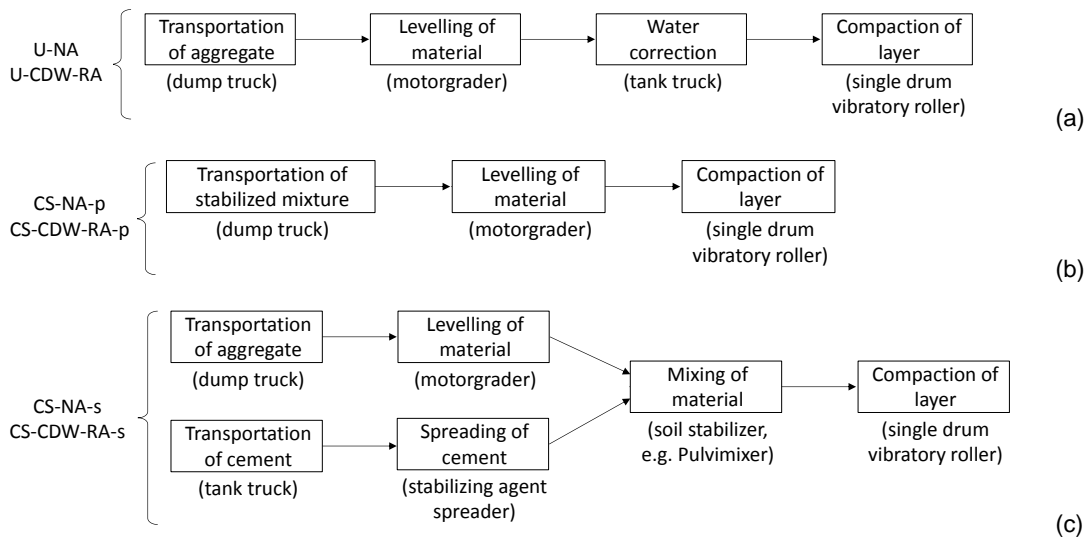 U-NA
U-CDW-RA
Transportation
of aggregate
(dump truck)
Levelling of
material
(motorgrader)
Water
correction
(tank truck)
Compaction of
layer
(single drum
vibratory roller)
(a)
CS-NA-p
CS-CDW-RA-p
Transportation of
stabilized mixture
(dump truck)
Levelling of
material
(motorgrader)
Compaction of
layer
(single drum
vibratory roller)
(b)
CS-NA-s
CS-CDW-RA-s
Transportation
of aggregate
(dump truck)
Levelling of
material
(motorgrader)
Transportation
of cement
(tank truck)
Spreading of
cement
(stabilizing agent
spreader)
Mixing of
material
(soil stabilizer,
e.g. Pulvimixer)
Compaction of
layer
(single drum
vibratory roller)
(c)